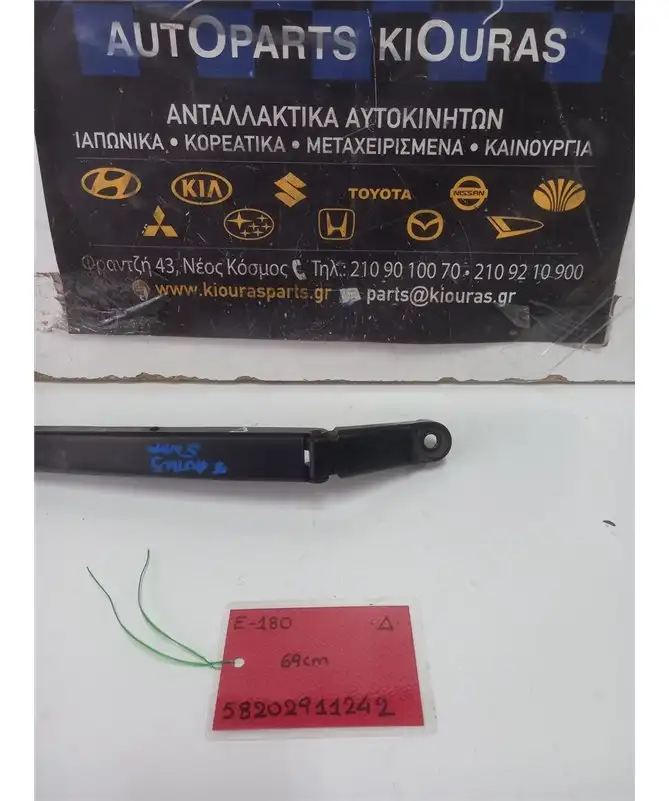 AUTOPARTS KIOURAS
ΑΝΤΑΛΛΑΚΤΙΚΑ ΑΥΤΟΚΙΝΗΤΩΝ
ΙΑΠΩΝΙΚΑ • ΚΟΡΕΑΤΙΚΑ • ΜΕΤΑΧΕΙΡΙΣΜΕΝΑ • ΚΑΙΝΟΥΡΓΙΑ
KIA TOYOTA NISSAN
Φραντζή 43, Νέος Κόσμος Τηλ.: 210 90 100 70 • 210 92 10 900
www.kiourasparts.gr parts@kiouras.gr
E-180 Δ
69cm
58202911242